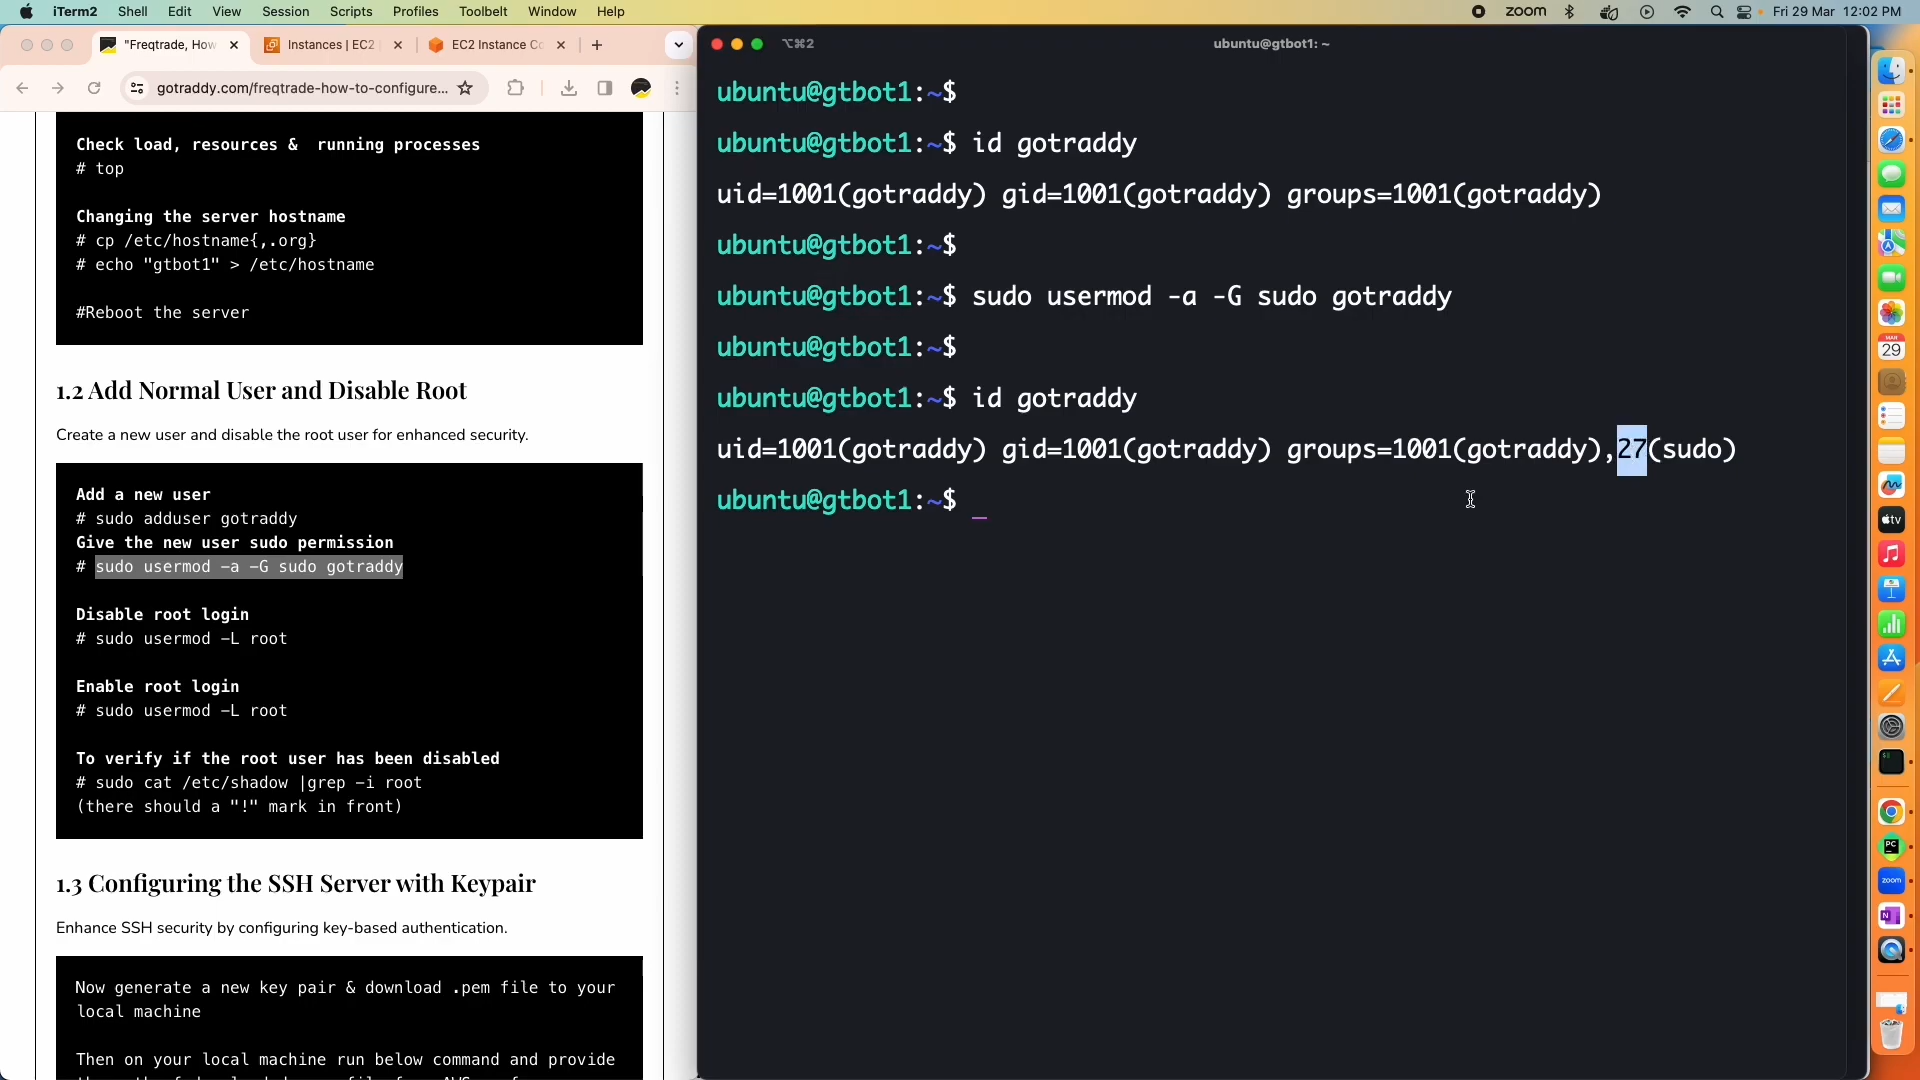 iTerm2 Shell Edit View Session Scripts Profiles Toolbelt Window Help
zoom Fri 29 Mar 12:02 PM
"Freqtrade, How
Instances | EC2
EC2 Instance Co
gotraddy.com/freqtrade-how-to-configure...
Check load, resources & running processes
# top
Changing the server hostname
# cp /etc/hostname{,.org}
# echo "gtbot1" > /etc/hostname
#Reboot the server
1.2 Add Normal User and Disable Root
Create a new user and disable the root user for enhanced security.
Add a new user
# sudo adduser gotraddy
Give the new user sudo permission
# sudo usermod -a -G sudo gotraddy
Disable root login
# sudo usermod -L root
Enable root login
# sudo usermod -L root
To verify if the root user has been disabled
# sudo cat /etc/shadow |grep -i root
(there should a "!" mark in front)
1.3 Configuring the SSH Server with Keypair
Enhance SSH security by configuring key-based authentication.
Now generate a new key pair & download .pem file to your
local machine
Then on your local machine run below command and provide
⌥⌘2
ubuntu@gtbot1: ~
ubuntu@gtbot1:~$
ubuntu@gtbot1:~$ id gotraddy
uid=1001(gotraddy) gid=1001(gotraddy) groups=1001(gotraddy)
ubuntu@gtbot1:~$
ubuntu@gtbot1:~$ sudo usermod -a -G sudo gotraddy
ubuntu@gtbot1:~$
ubuntu@gtbot1:~$ id gotraddy
uid=1001(gotraddy) gid=1001(gotraddy) groups=1001(gotraddy),27(sudo)
ubuntu@gtbot1:~$
MAR
29
tv
PC
zoom
N